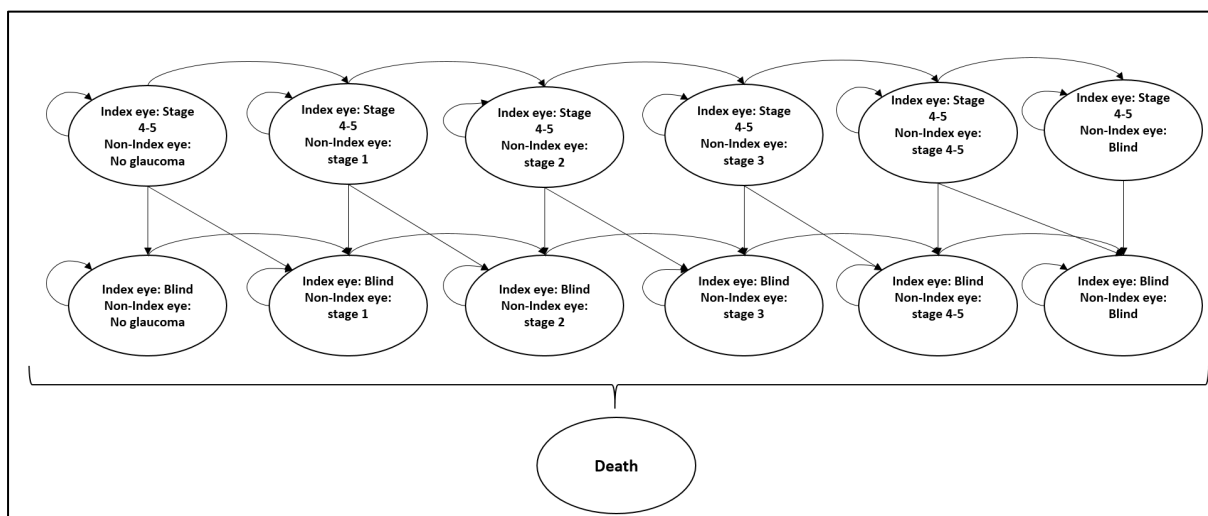 Index eye: Stage
4-5
Non-Index eye:
No glaucoma
Index eye: Stage
4-5
Non-Index eye:
stage 1
Index eye: Stage
4-5
Non-Index eye:
stage 2
Index eye: Stage
4-5
Non-Index eye:
stage 3
Index eye: Stage
4-5
Non-Index eye:
stage 4-5
Index eye: Stage
4-5
Non-Index eye:
Blind
Index eye: Blind
Non-Index eye:
No glaucoma
Index eye: Blind
Non-Index eye:
stage 1
Index eye: Blind
Non-Index eye:
stage 2
Index eye: Blind
Non-Index eye:
stage 3
Index eye: Blind
Non-Index eye:
stage 4-5
Index eye: Blind
Non-Index eye:
Blind
Death